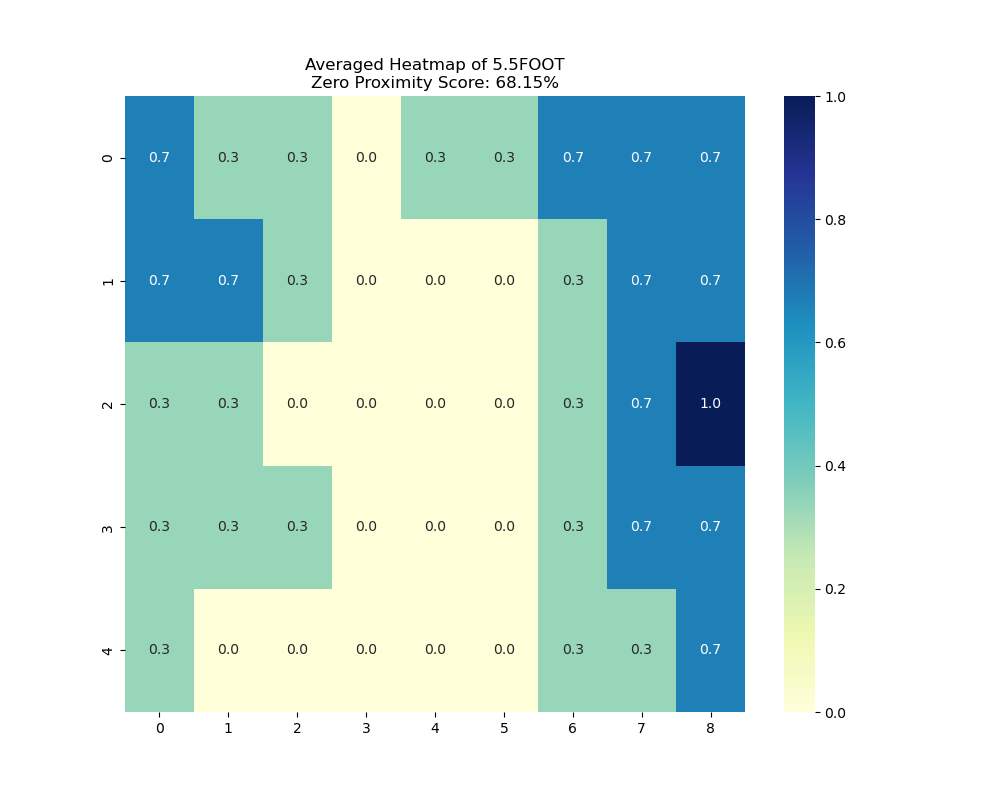 Averaged Heatmap of 5.5FOOT
Zero Proximity Score: 68.15%
0 0.7 0.3 0.3 0.0 0.3 0.3 0.7 0.7 0.7
1 0.7 0.7 0.3 0.0 0.0 0.0 0.3 0.7 0.7
2 0.3 0.3 0.0 0.0 0.0 0.0 0.3 0.7 1.0
3 0.3 0.3 0.3 0.0 0.0 0.0 0.3 0.7 0.7
4 0.3 0.0 0.0 0.0 0.0 0.0 0.3 0.3 0.7
0 1 2 3 4 5 6 7 8
1.0
0.8
0.6
0.4
0.2
0.0